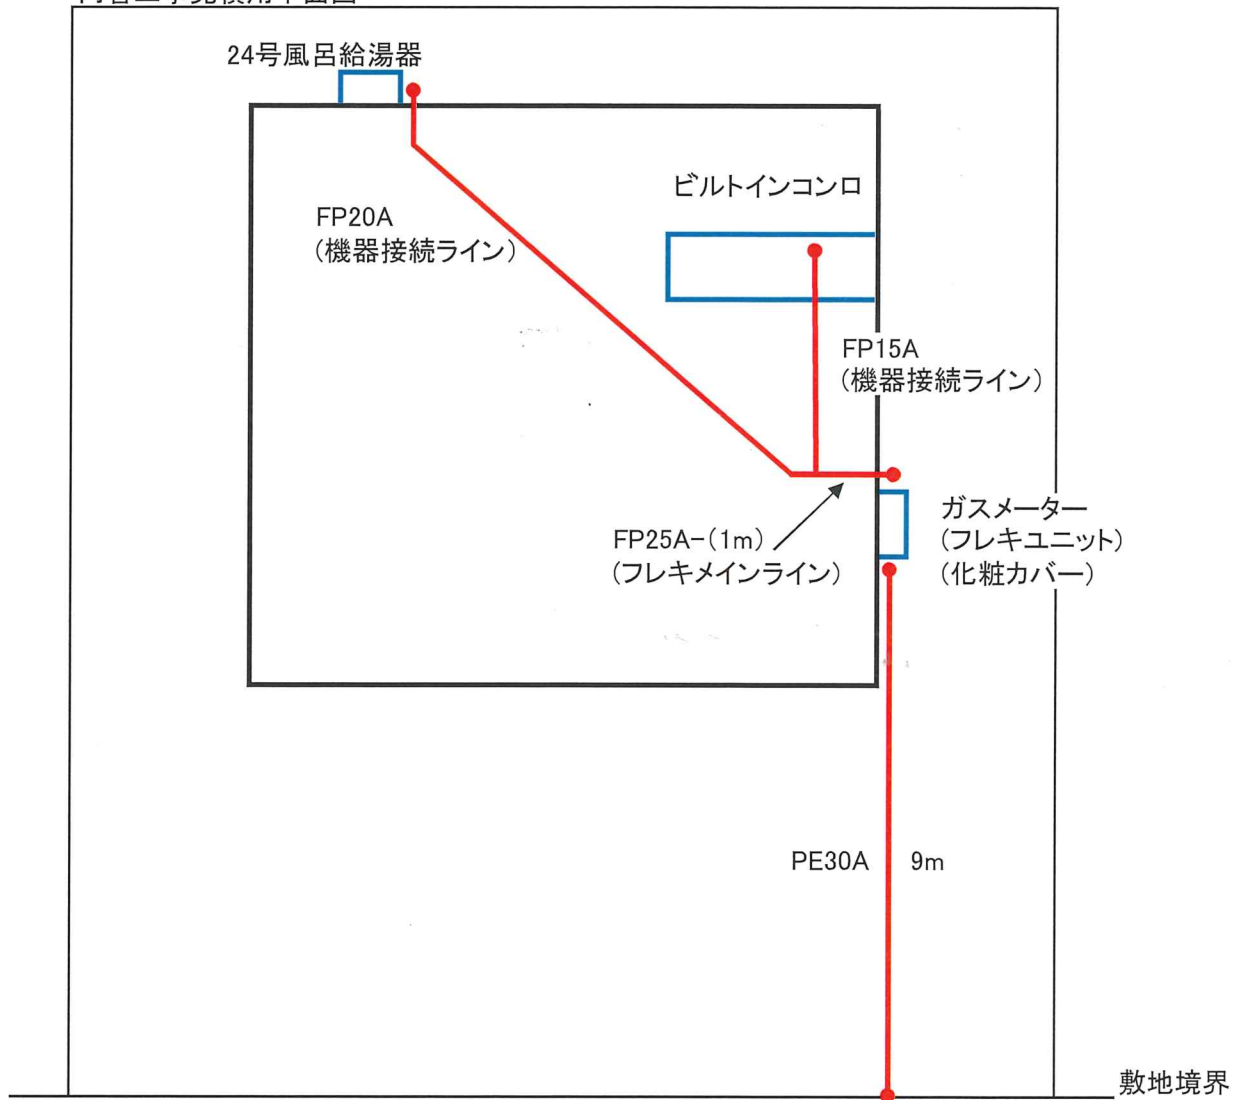 24号風呂給湯器
ビルトインコンロ
FP20A
(機器接続ライン)
FP15A
(機器接続ライン)
ガスメーター
(フレキユニット)
(化粧カバー)
FP25A-(1m)
(フレキメインライン)
PE30A 9m
敷地境界